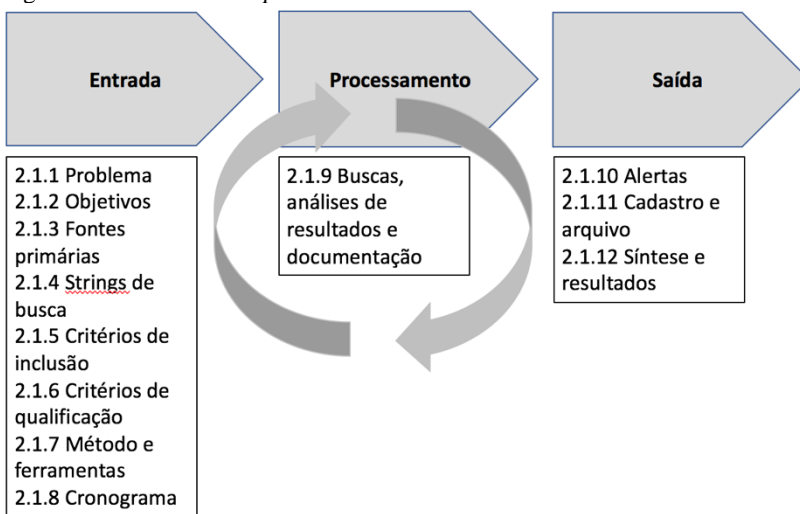 Entrada
Processamento
Saída
2.1.1 Problema
2.1.2 Objetivos
2.1.3 Fontes
primárias
2.1.4 Strings de
busca
2.1.5 Critérios de
inclusão
2.1.6 Critérios de
qualificação
2.1.7 Método e
ferramentas
2.1.8 Cronograma
2.1.9 Buscas,
análises de
resultados e
documentação
2.1.10 Alertas
2.1.11 Cadastro e
arquivo
2.1.12 Síntese e
resultados